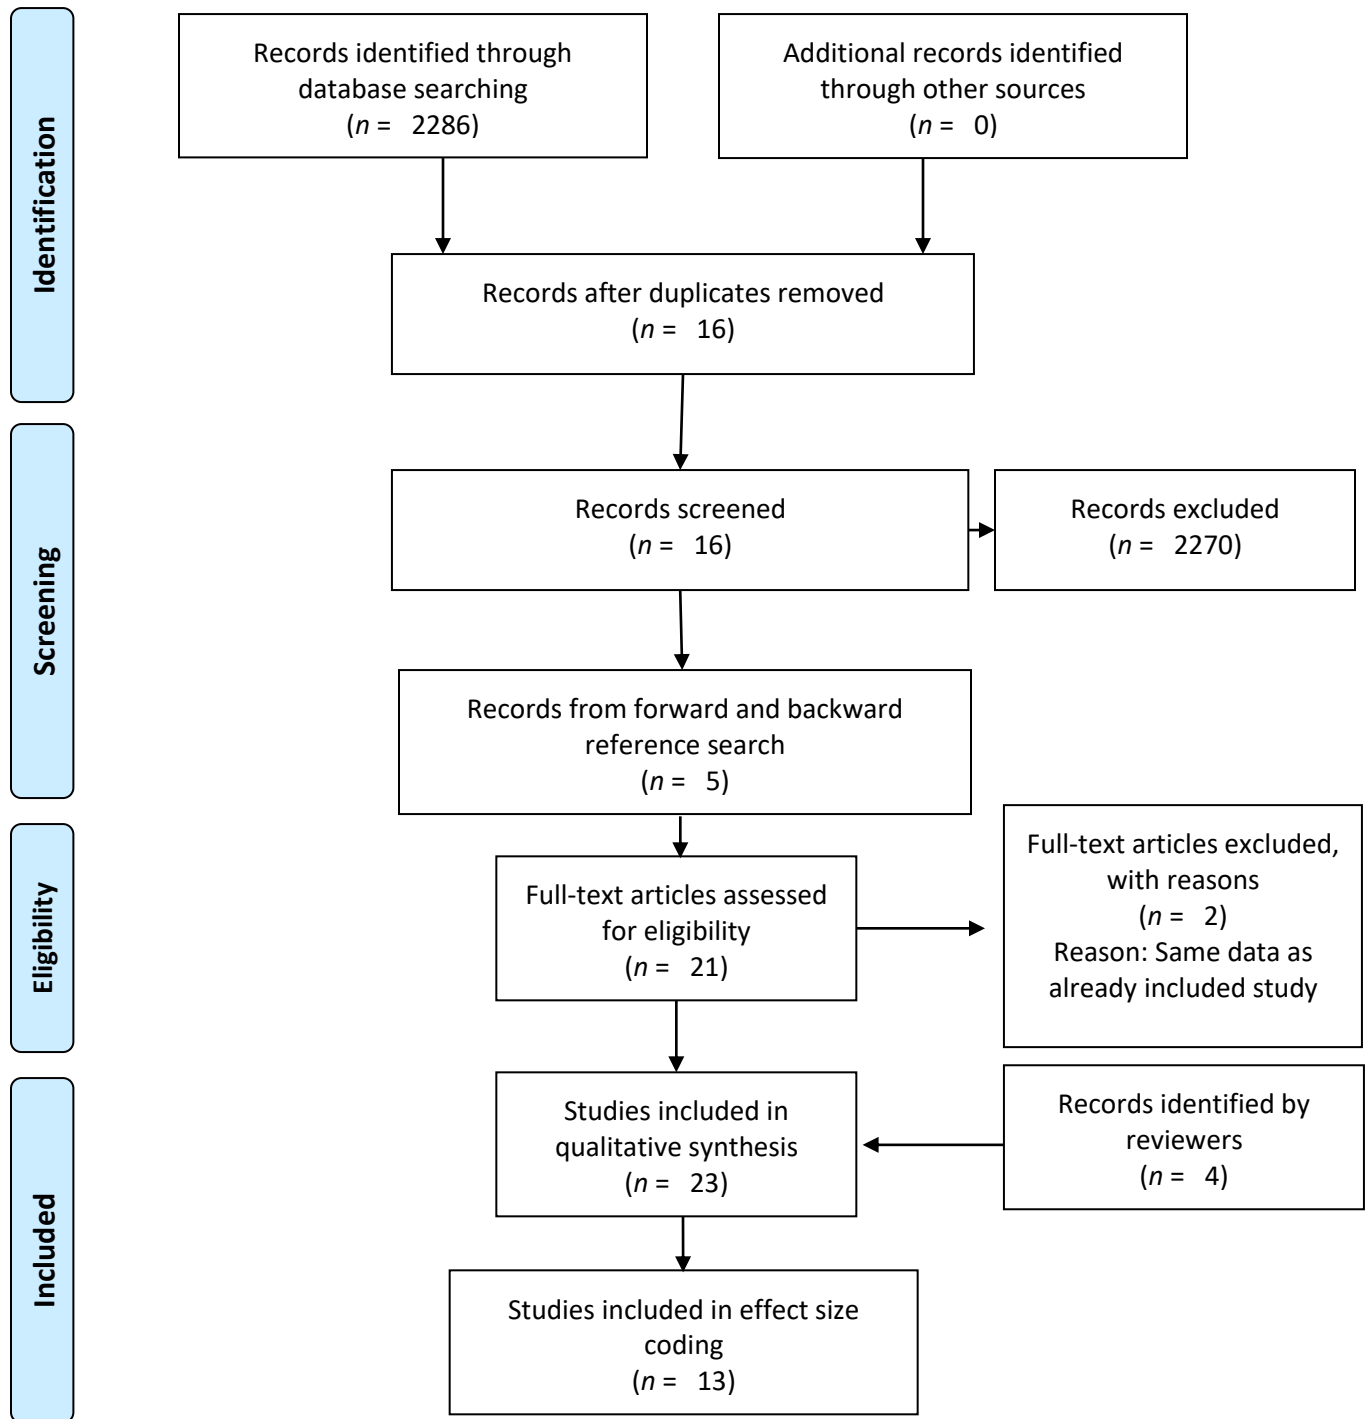 Identification
Records identified through
database searching
(n = 2286)
Additional records identified
through other sources
(n = 0)
Records after duplicates removed
(n = 16)
Screening
Records screened
(n = 16)
Records excluded
(n = 2270)
Records from forward and backward
reference search
(n = 5)
Eligibility
Full-text articles assessed
for eligibility
(n = 21)
Full-text articles excluded,
with reasons
(n = 2)
Reason: Same data as
already included study
Included
Studies included in
qualitative synthesis
(n = 23)
Records identified by
reviewers
(n = 4)
Studies included in effect size
coding
(n = 13)